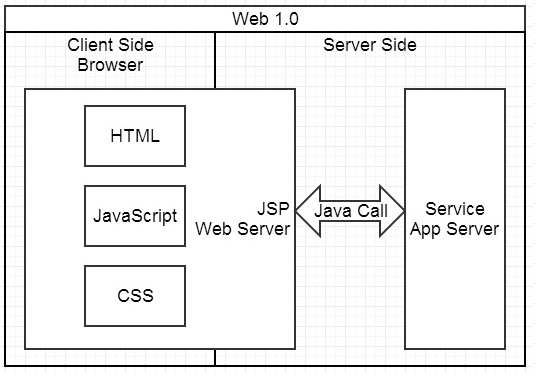 Web 1.0
Client Side
Browser
Server Side
HTML
JavaScript
CSS
JSP
Web Server
Java Call
Service
App Server